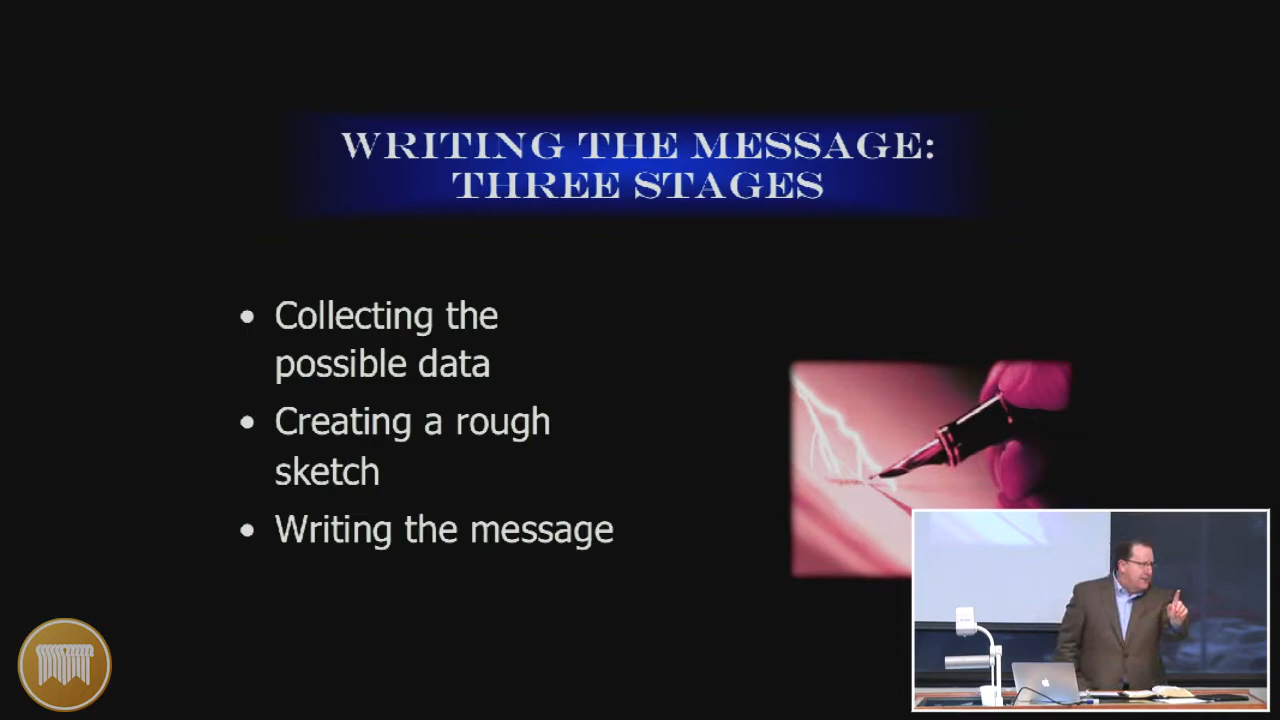 WRITING THE MESSAGE:
THREE STAGES
• Collecting the
possible data
• Creating a rough
sketch
• Writing the message